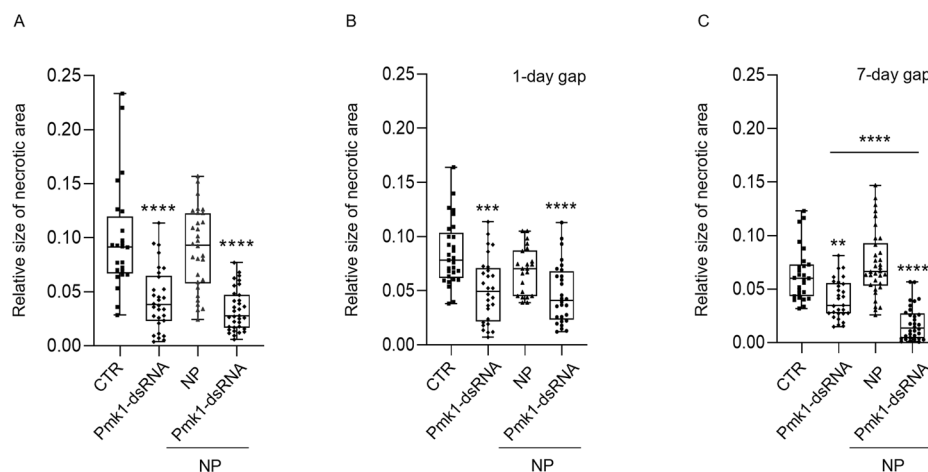 A
Relative size of necrotic area
0.25
0.20
0.15
0.10
0.05
0.00
****
****
CTR
Pmk1-dsRNA
NP
Pmk1-dsRNA
NP
B
1-day gap
Relative size of necrotic area
0.25
0.20
0.15
0.10
0.05
0.00
***
****
CTR
Pmk1-dsRNA
NP
Pmk1-dsRNA
NP
C
7-day gap
Relative size of necrotic area
0.25
0.20
0.15
0.10
0.05
0.00
****
**
****
CTR
Pmk1-dsRNA
NP
Pmk1-dsRNA
NP